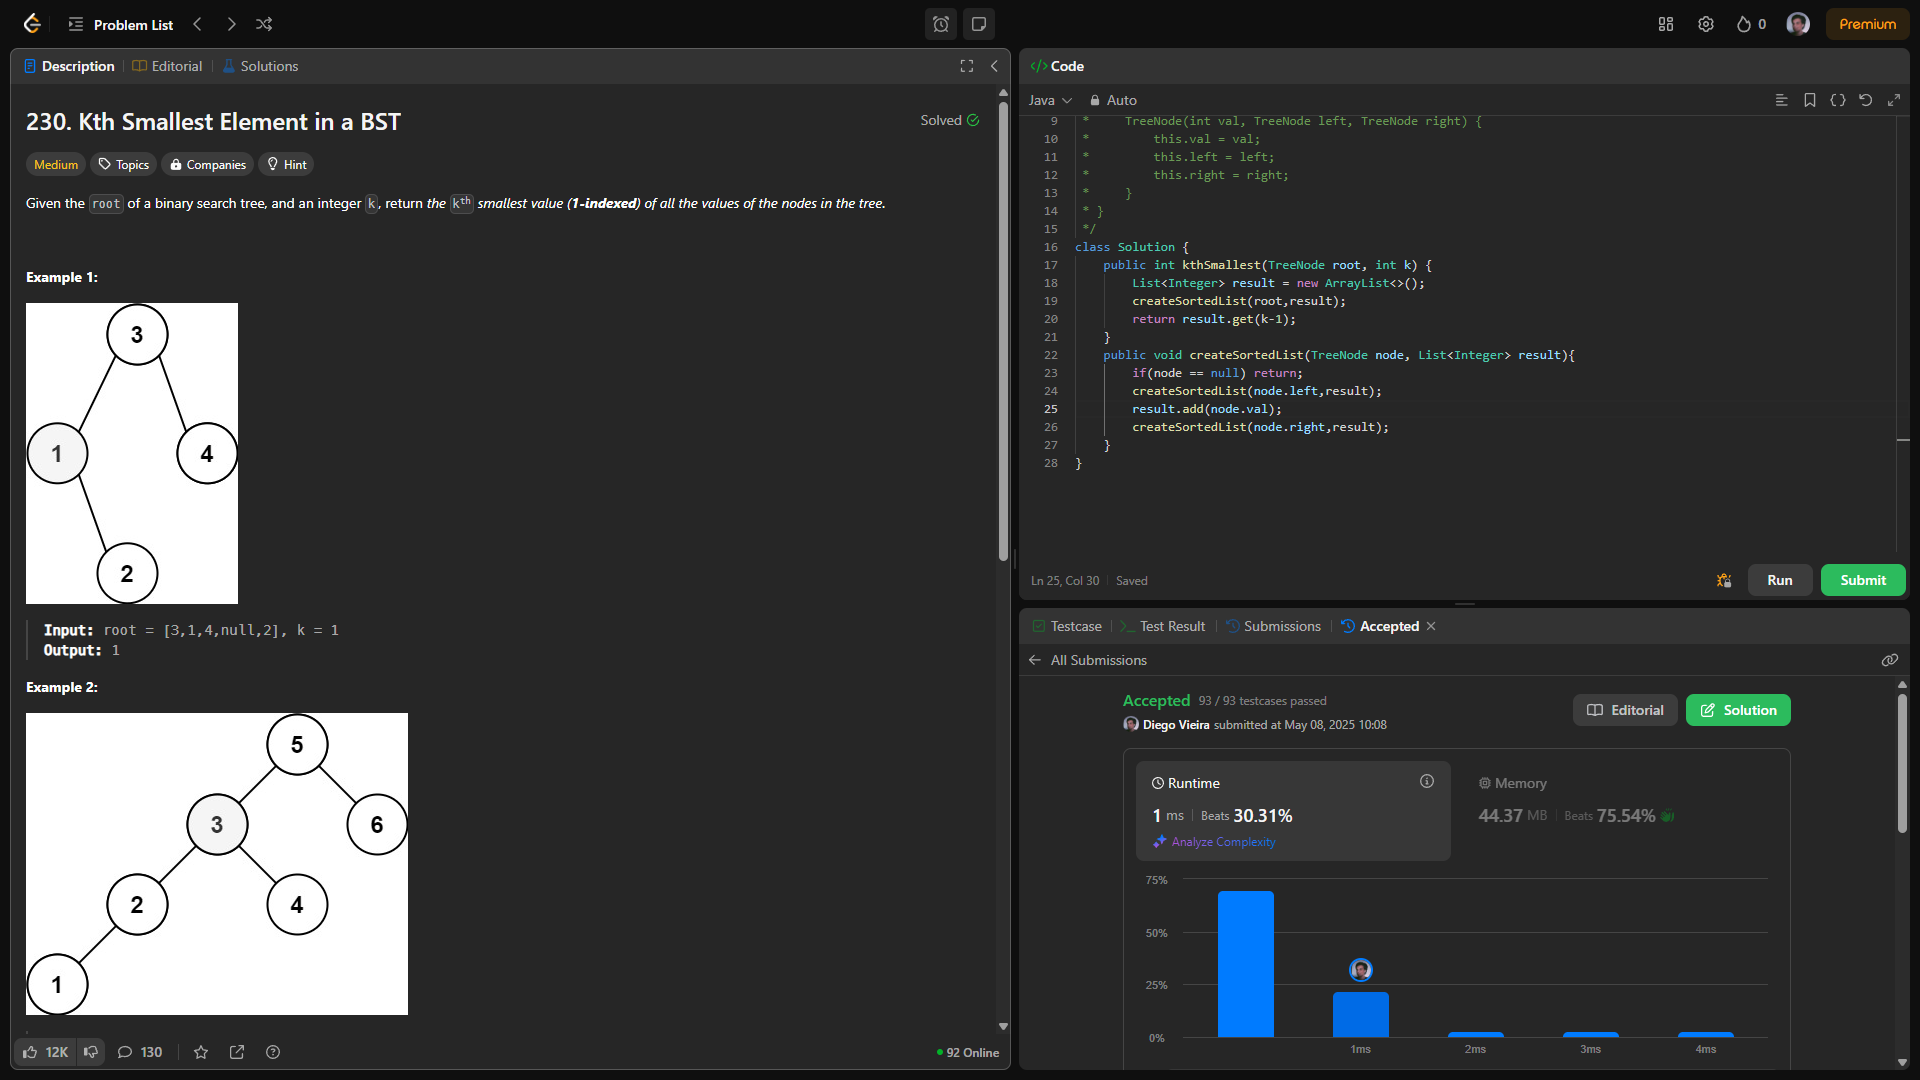 Problem List
0
Premium
Description
Editorial
Solutions
230. Kth Smallest Element in a BST
Solved
Medium
Topics
Companies
Hint
Given the root of a binary search tree, and an integer k, return the kth smallest value (1-indexed) of all the values of the nodes in the tree.
Example 1:
3
1
4
2
Input: root = [3,1,4,null,2], k = 1
Output: 1
Example 2:
5
3
6
2
4
1
12K
130
92 Online
Code
Java
Auto
9 * TreeNode(int val, TreeNode left, TreeNode right) {
10 * this.val = val;
11 * this.left = left;
12 * this.right = right;
13 * }
14 * }
15 */
16 class Solution {
17 public int kthSmallest(TreeNode root, int k) {
18 List<Integer> result = new ArrayList<>();
19 createSortedList(root,result);
20 return result.get(k-1);
21 }
22 public void createSortedList(TreeNode node, List<Integer> result){
23 if(node == null) return;
24 createSortedList(node.left,result);
25 result.add(node.val);
26 createSortedList(node.right,result);
27 }
28 }
Ln 25, Col 30
Saved
Run
Submit
Testcase
Test Result
Submissions
Accepted
All Submissions
Accepted 93 / 93 testcases passed
Diego Vieira submitted at May 08, 2025 10:08
Editorial
Solution
Runtime
1 ms Beats 30.31%
Analyze Complexity
Memory
44.37 MB Beats 75.54%
75%
50%
25%
0%
1ms
2ms
3ms
4ms